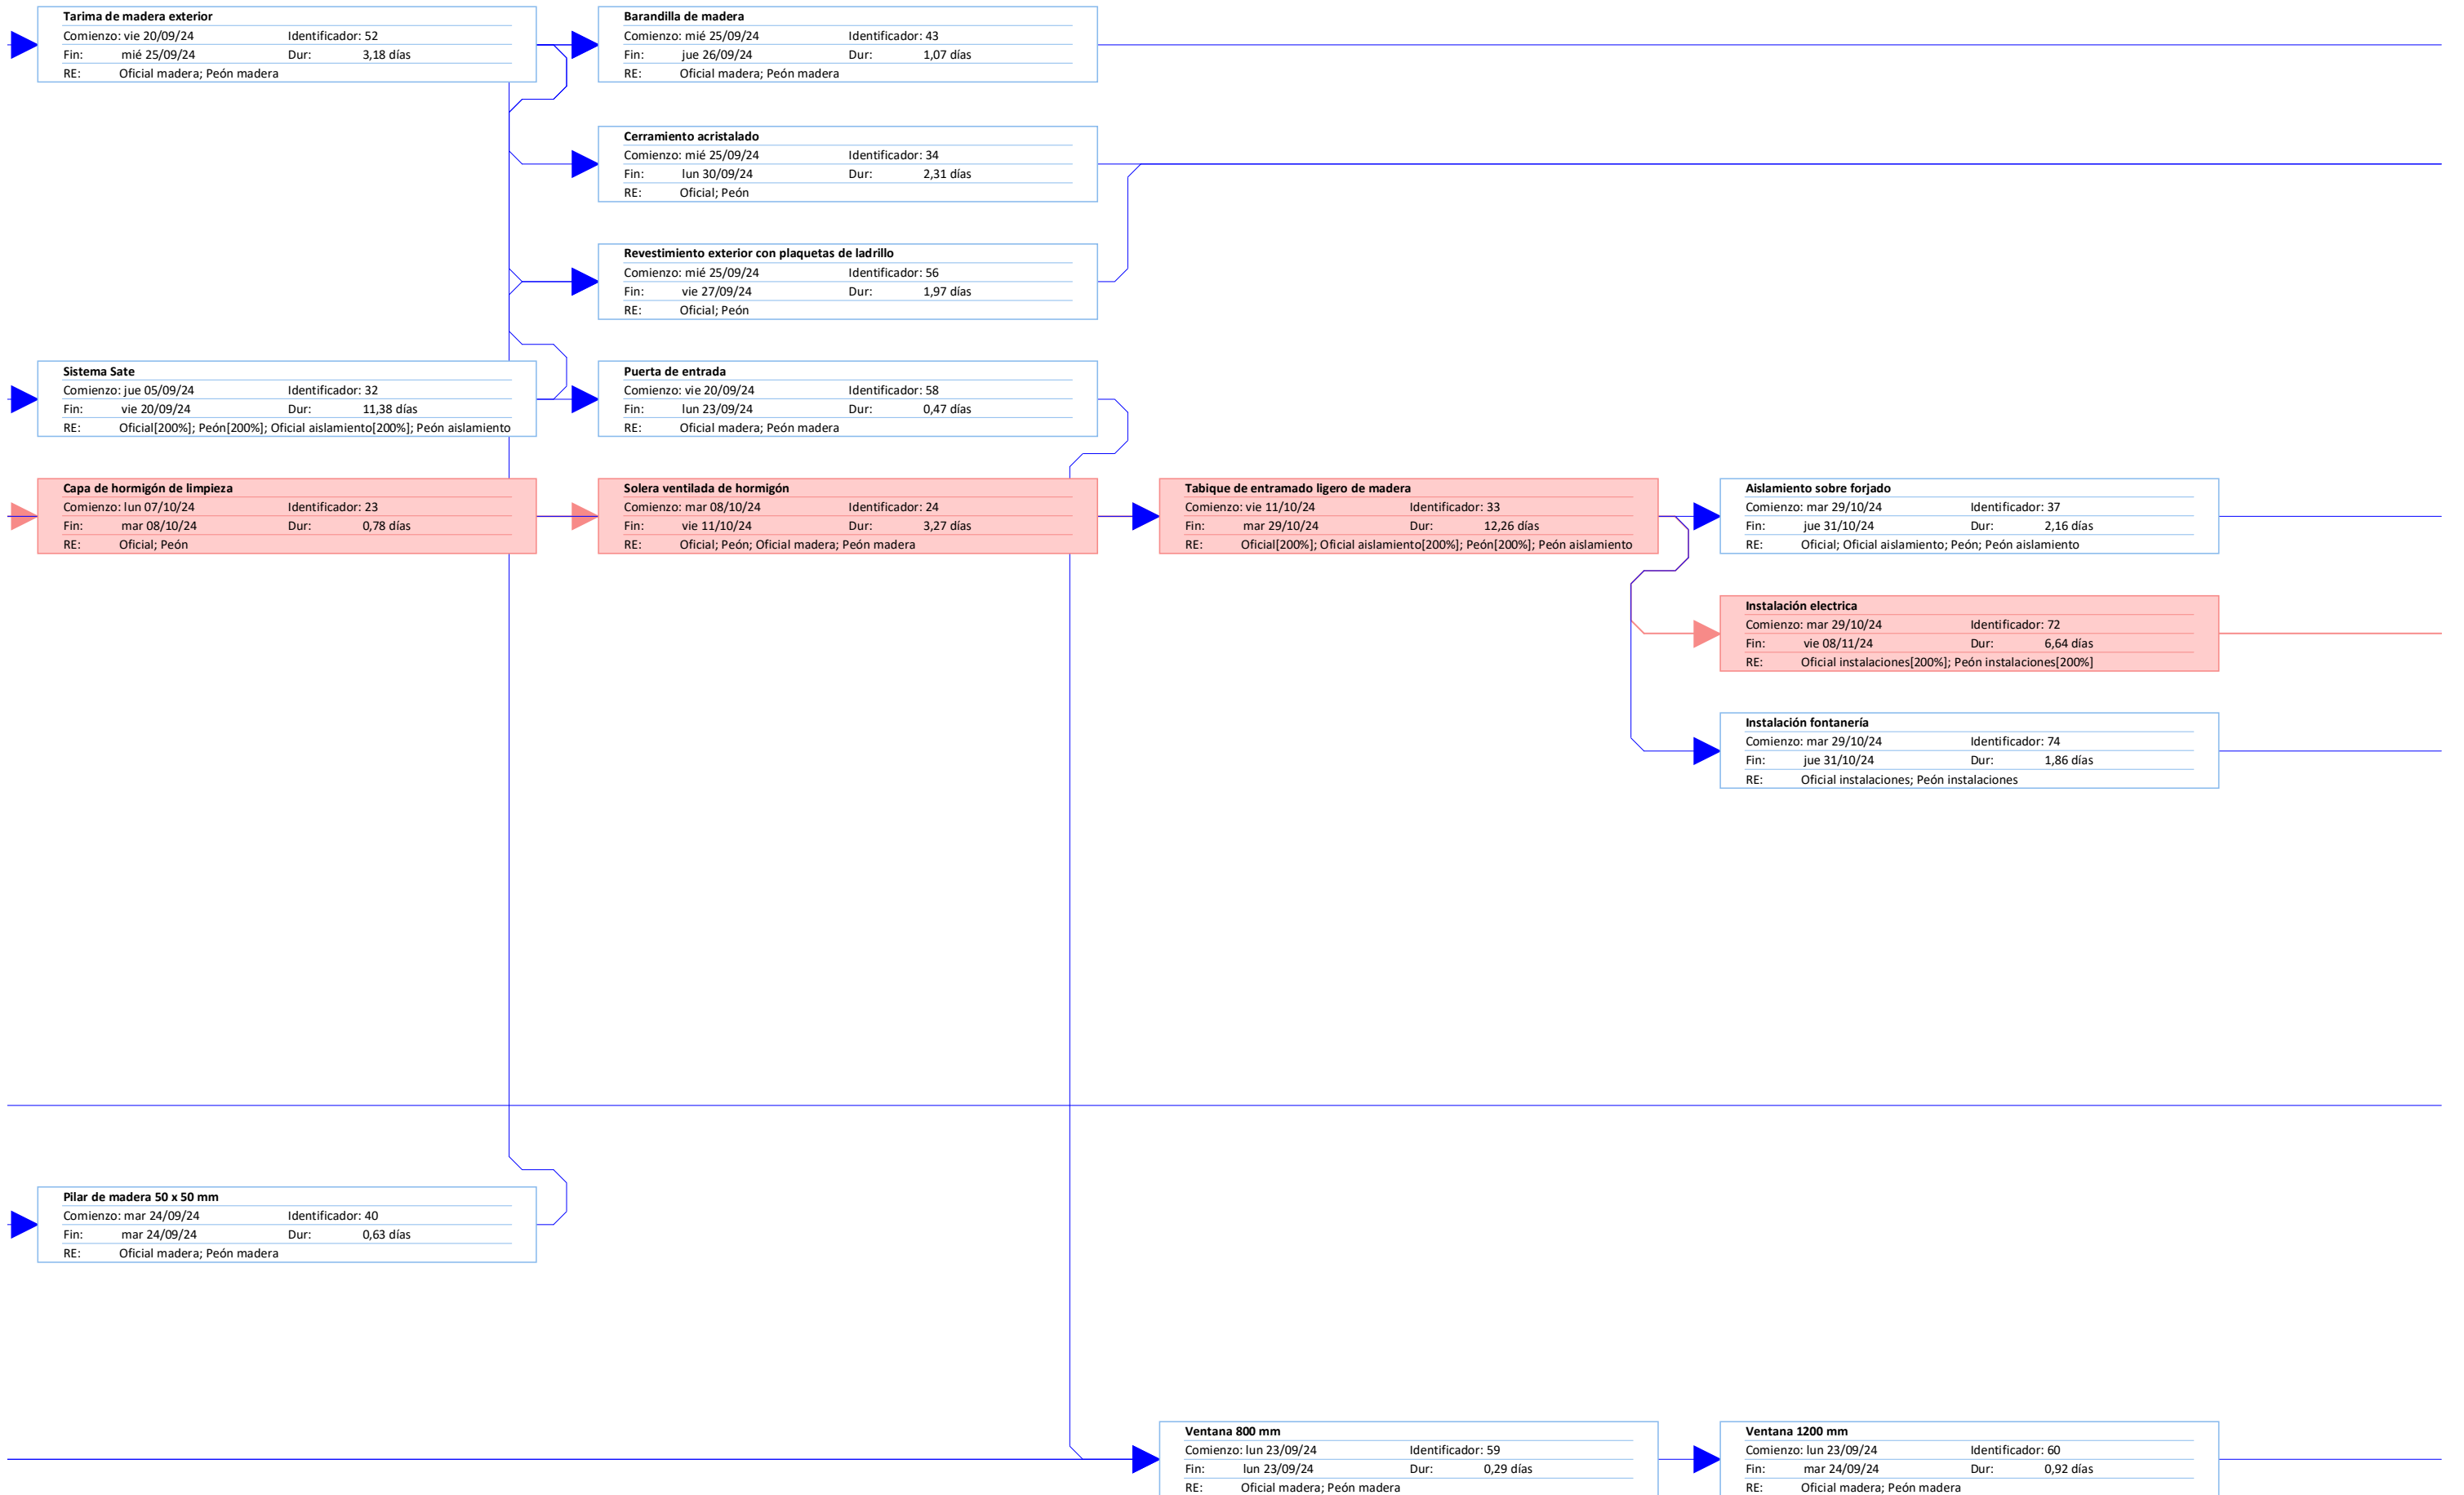 Tarima de madera exterior
Comienzo: vie 20/09/24 Identificador: 52
Fin: mié 25/09/24 Dur: 3,18 días
RE: Oficial madera; Peón madera
Barandilla de madera
Comienzo: mié 25/09/24 Identificador: 43
Fin: jue 26/09/24 Dur: 1,07 días
RE: Oficial madera; Peón madera
Cerramiento acristalado
Comienzo: mié 25/09/24 Identificador: 34
Fin: lun 30/09/24 Dur: 2,31 días
RE: Oficial; Peón
Revestimiento exterior con plaquetas de ladrillo
Comienzo: mié 25/09/24 Identificador: 56
Fin: vie 27/09/24 Dur: 1,97 días
RE: Oficial; Peón
Sistema Sate
Comienzo: jue 05/09/24 Identificador: 32
Fin: vie 20/09/24 Dur: 11,38 días
RE: Oficial[200%]; Peón[200%]; Oficial aislamiento[200%]; Peón aislamiento
Puerta de entrada
Comienzo: vie 20/09/24 Identificador: 58
Fin: lun 23/09/24 Dur: 0,47 días
RE: Oficial madera; Peón madera
Capa de hormigón de limpieza
Comienzo: lun 07/10/24 Identificador: 23
Fin: mar 08/10/24 Dur: 0,78 días
RE: Oficial; Peón
Solera ventilada de hormigón
Comienzo: mar 08/10/24 Identificador: 24
Fin: vie 11/10/24 Dur: 3,27 días
RE: Oficial; Peón; Oficial madera; Peón madera
Tabique de entramado ligero de madera
Comienzo: vie 11/10/24 Identificador: 33
Fin: mar 29/10/24 Dur: 12,26 días
RE: Oficial[200%]; Oficial aislamiento[200%]; Peón[200%]; Peón aislamiento
Aislamiento sobre forjado
Comienzo: mar 29/10/24 Identificador: 37
Fin: jue 31/10/24 Dur: 2,16 días
RE: Oficial; Oficial aislamiento; Peón; Peón aislamiento
Instalación electrica
Comienzo: mar 29/10/24 Identificador: 72
Fin: vie 08/11/24 Dur: 6,64 días
RE: Oficial instalaciones[200%]; Peón instalaciones[200%]
Instalación fontanería
Comienzo: mar 29/10/24 Identificador: 74
Fin: jue 31/10/24 Dur: 1,86 días
RE: Oficial instalaciones; Peón instalaciones
Pilar de madera 50 x 50 mm
Comienzo: mar 24/09/24 Identificador: 40
Fin: mar 24/09/24 Dur: 0,63 días
RE: Oficial madera; Peón madera
Ventana 800 mm
Comienzo: lun 23/09/24 Identificador: 59
Fin: lun 23/09/24 Dur: 0,29 días
RE: Oficial madera; Peón madera
Ventana 1200 mm
Comienzo: lun 23/09/24 Identificador: 60
Fin: mar 24/09/24 Dur: 0,92 días
RE: Oficial madera; Peón madera